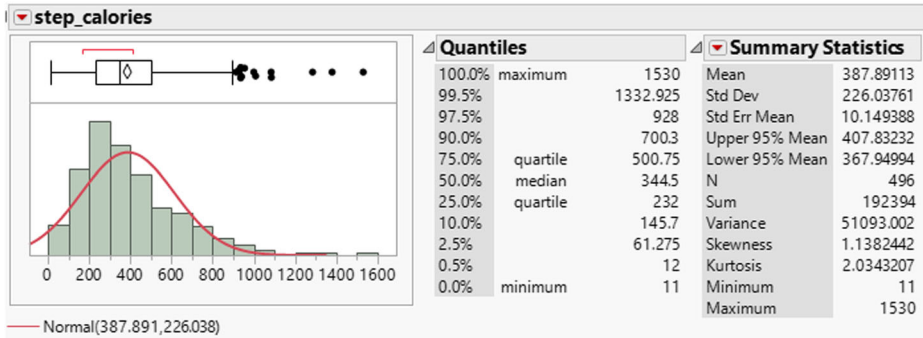 step_calories
0 200 400 600 800 1000 1200 1400 1600
Normal(387.891,226.038)
Quantiles
100.0% maximum 1530
99.5% 1332.925
97.5% 928
90.0% 700.3
75.0% quartile 500.75
50.0% median 344.5
25.0% quartile 232
10.0% 145.7
2.5% 61.275
0.5% 12
0.0% minimum 11
Summary Statistics
Mean 387.89113
Std Dev 226.03761
Std Err Mean 10.149388
Upper 95% Mean 407.83232
Lower 95% Mean 367.94994
N 496
Sum 192394
Variance 51093.002
Skewness 1.1382442
Kurtosis 2.0343207
Minimum 11
Maximum 1530